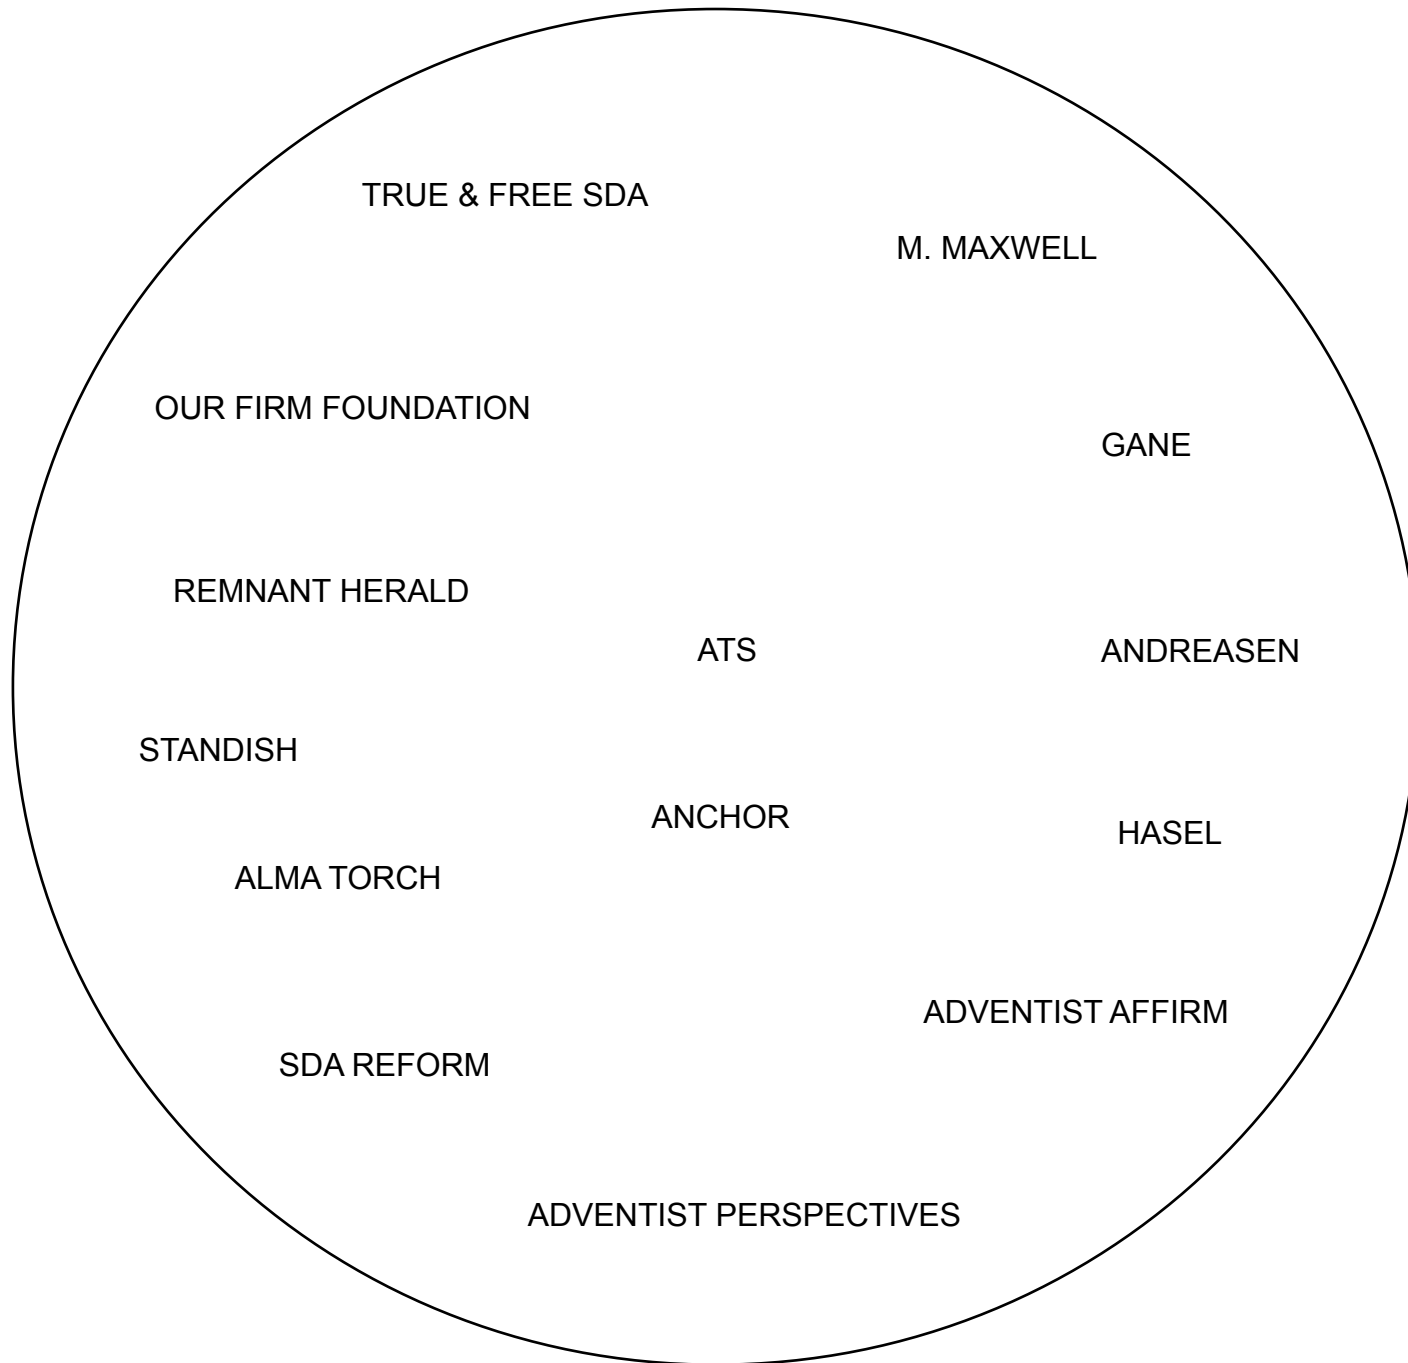 TRUE & FREE SDA
M. MAXWELL
OUR FIRM FOUNDATION
GANE
REMNANT HERALD
ATS
ANDREASEN
STANDISH
ANCHOR
HASEL
ALMA TORCH
ADVENTIST AFFIRM
SDA REFORM
ADVENTIST PERSPECTIVES